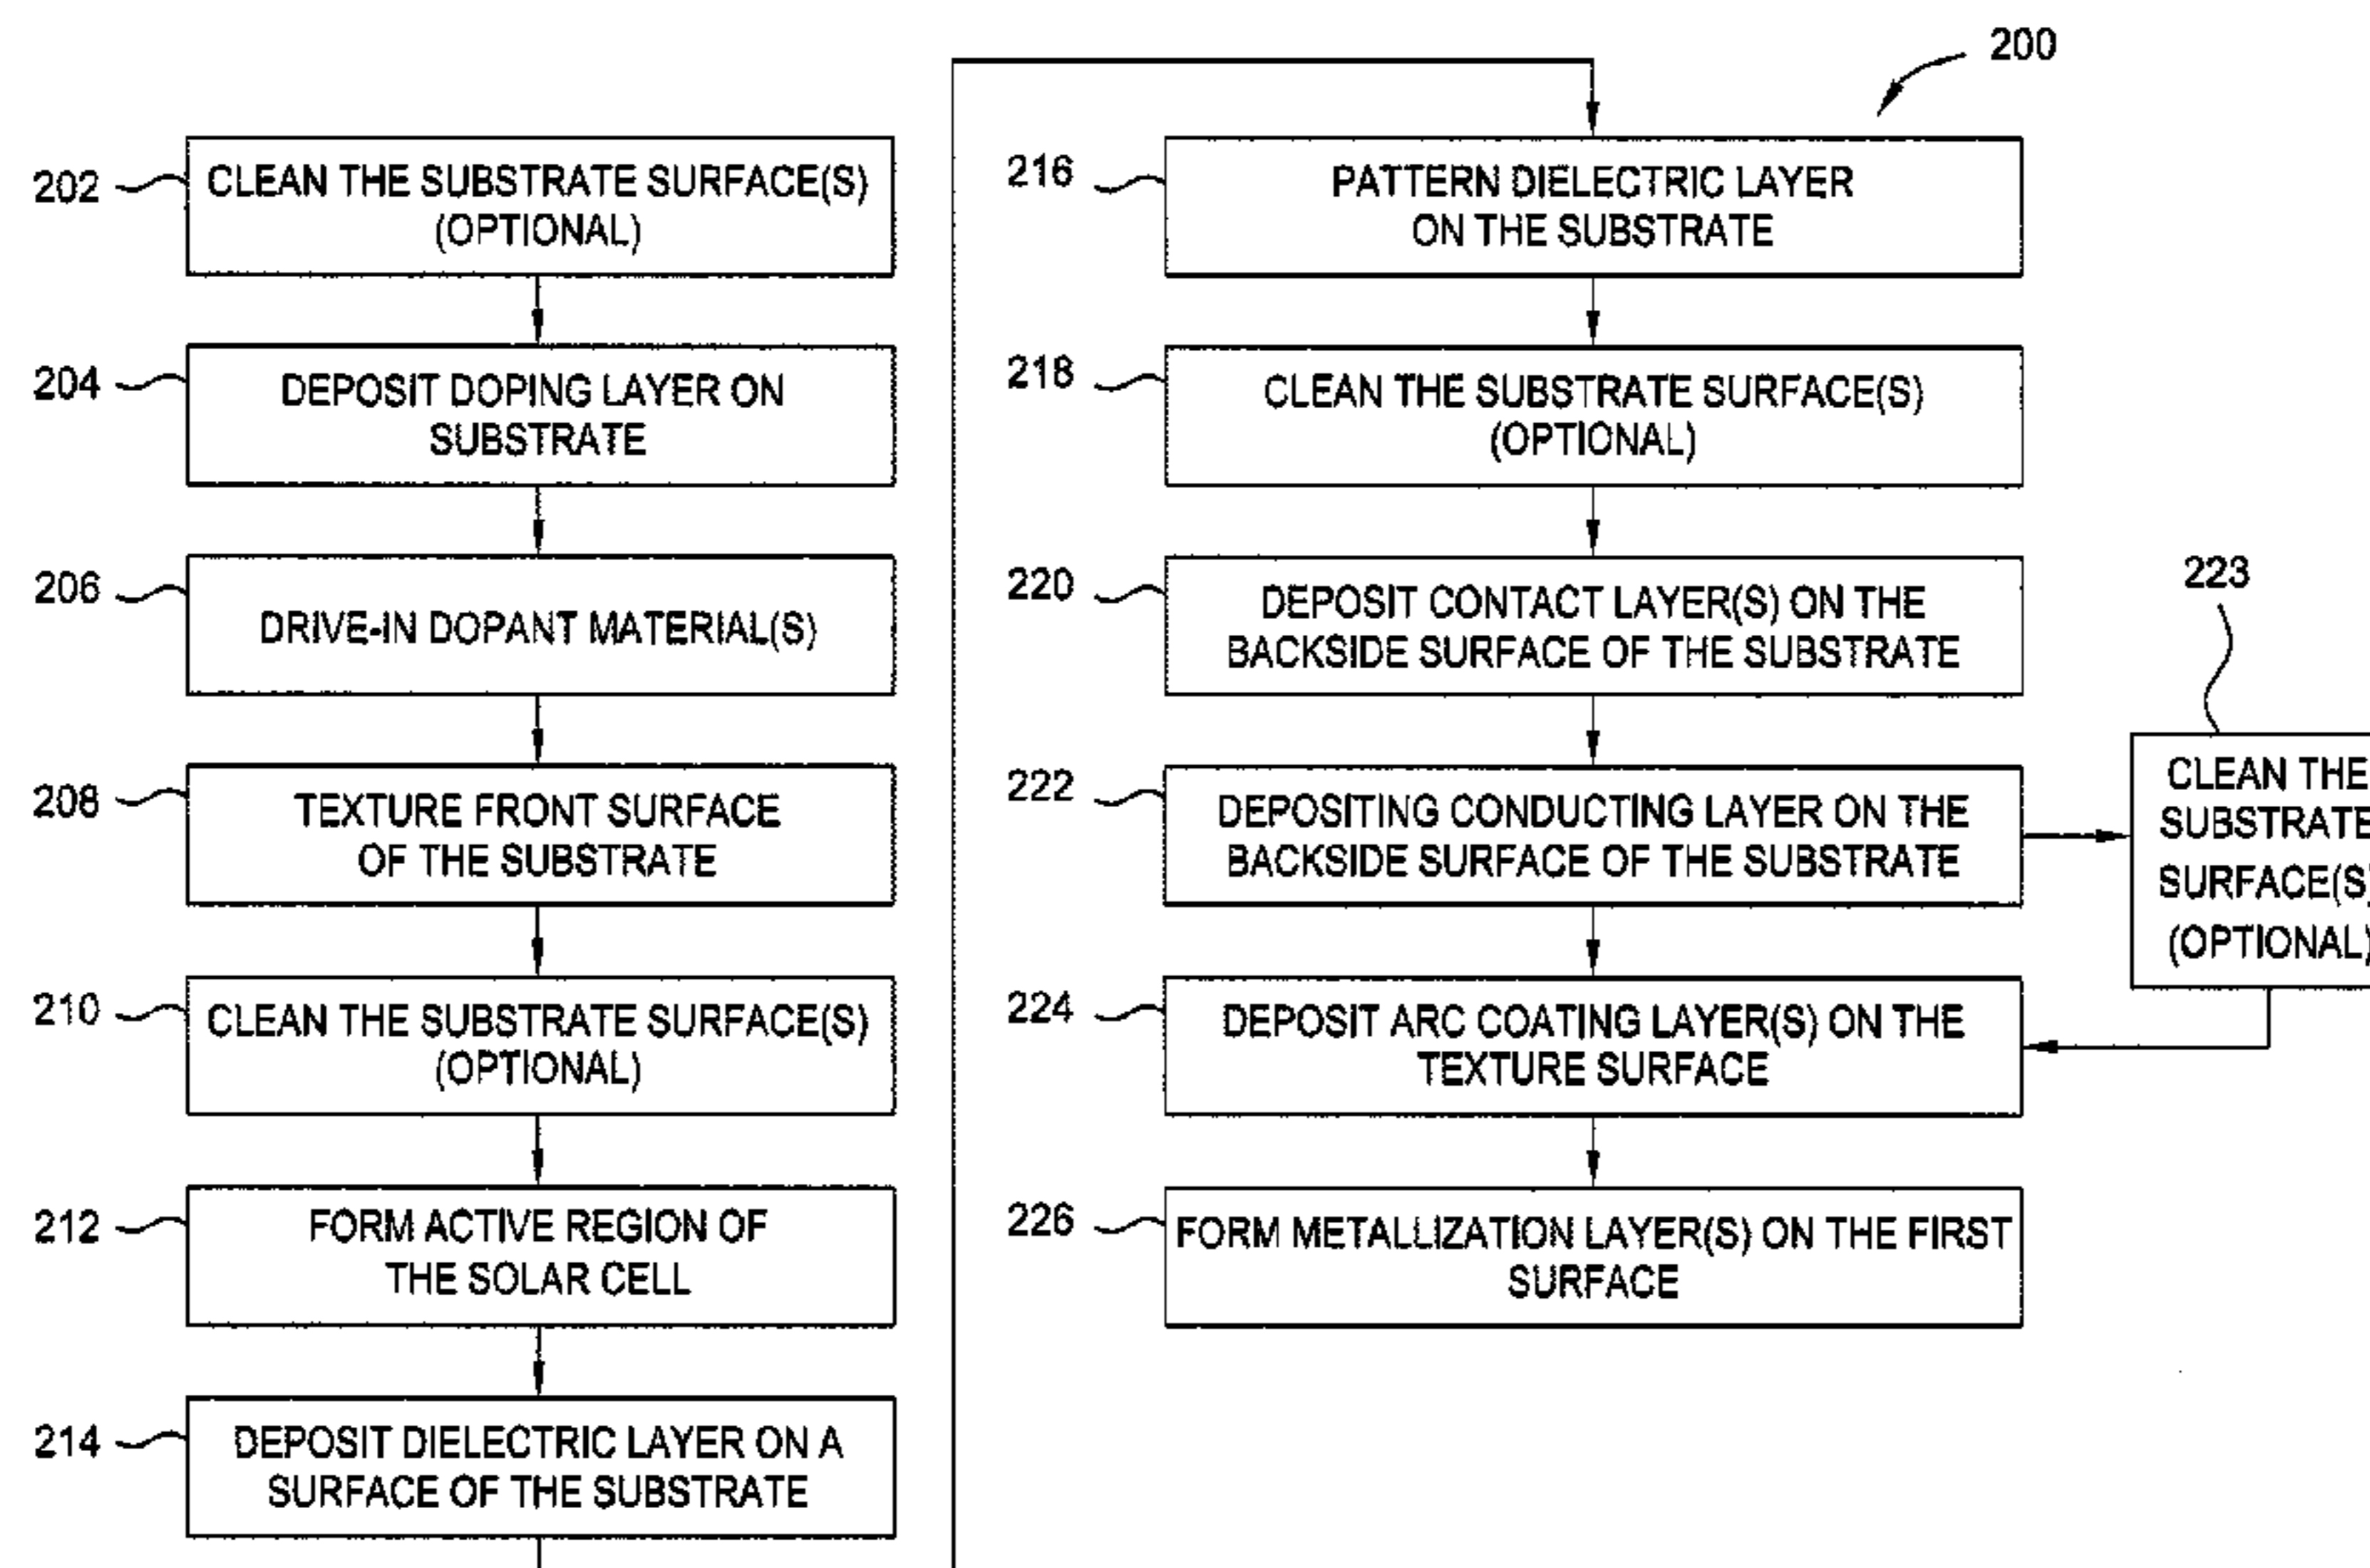 200
202
CLEAN THE SUBSTRATE SURFACE(S)
(OPTIONAL)
204
DEPOSIT DOPING LAYER ON
SUBSTRATE
206
DRIVE-IN DOPANT MATERIAL(S)
208
TEXTURE FRONT SURFACE
OF THE SUBSTRATE
210
CLEAN THE SUBSTRATE SURFACE(S)
(OPTIONAL)
212
FORM ACTIVE REGION OF
THE SOLAR CELL
214
DEPOSIT DIELECTRIC LAYER ON A
SURFACE OF THE SUBSTRATE
216
PATTERN DIELECTRIC LAYER
ON THE SUBSTRATE
218
CLEAN THE SUBSTRATE SURFACE(S)
(OPTIONAL)
220
DEPOSIT CONTACT LAYER(S) ON THE
BACKSIDE SURFACE OF THE SUBSTRATE
222
DEPOSITING CONDUCTING LAYER ON THE
BACKSIDE SURFACE OF THE SUBSTRATE
223
CLEAN THE
SUBSTRATE
SURFACE(S)
(OPTIONAL)
224
DEPOSIT ARC COATING LAYER(S) ON THE
TEXTURE SURFACE
226
FORM METALLIZATION LAYER(S) ON THE FIRST
SURFACE